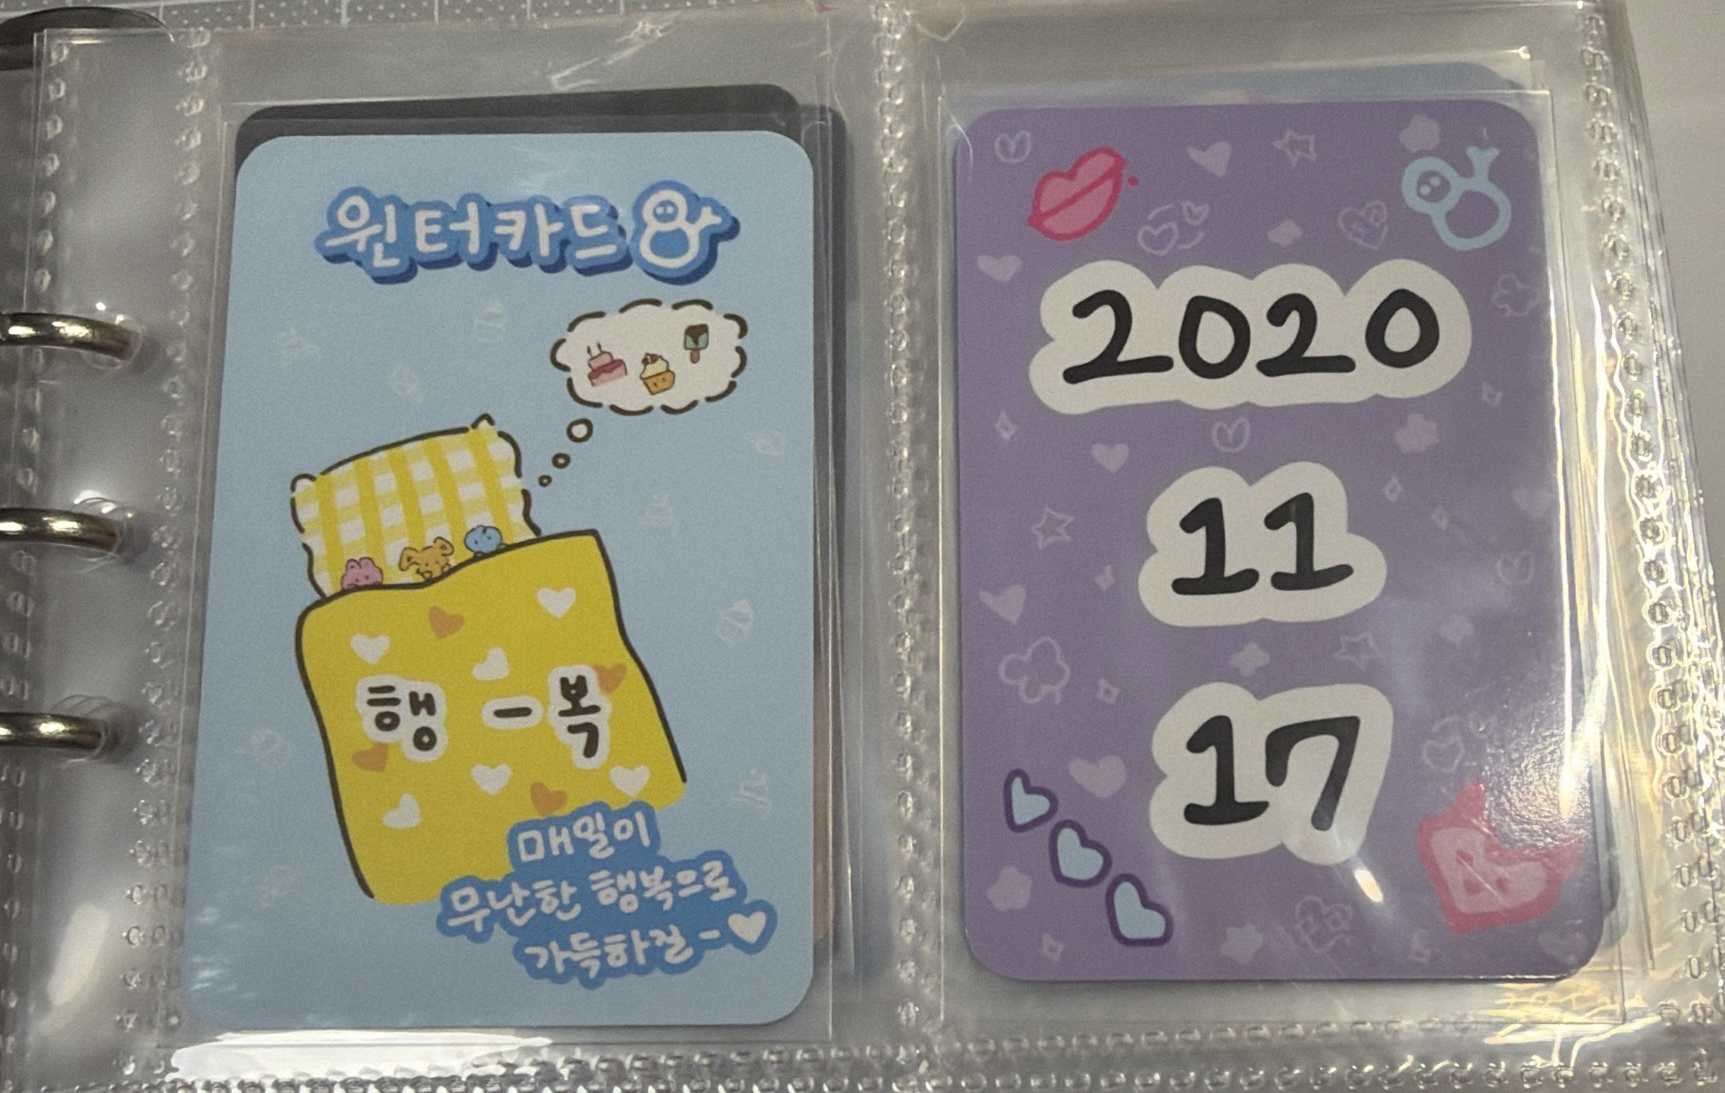 윈터카드
행-복
매일이
무난한 행복으로
가득하길-
2020
11
17